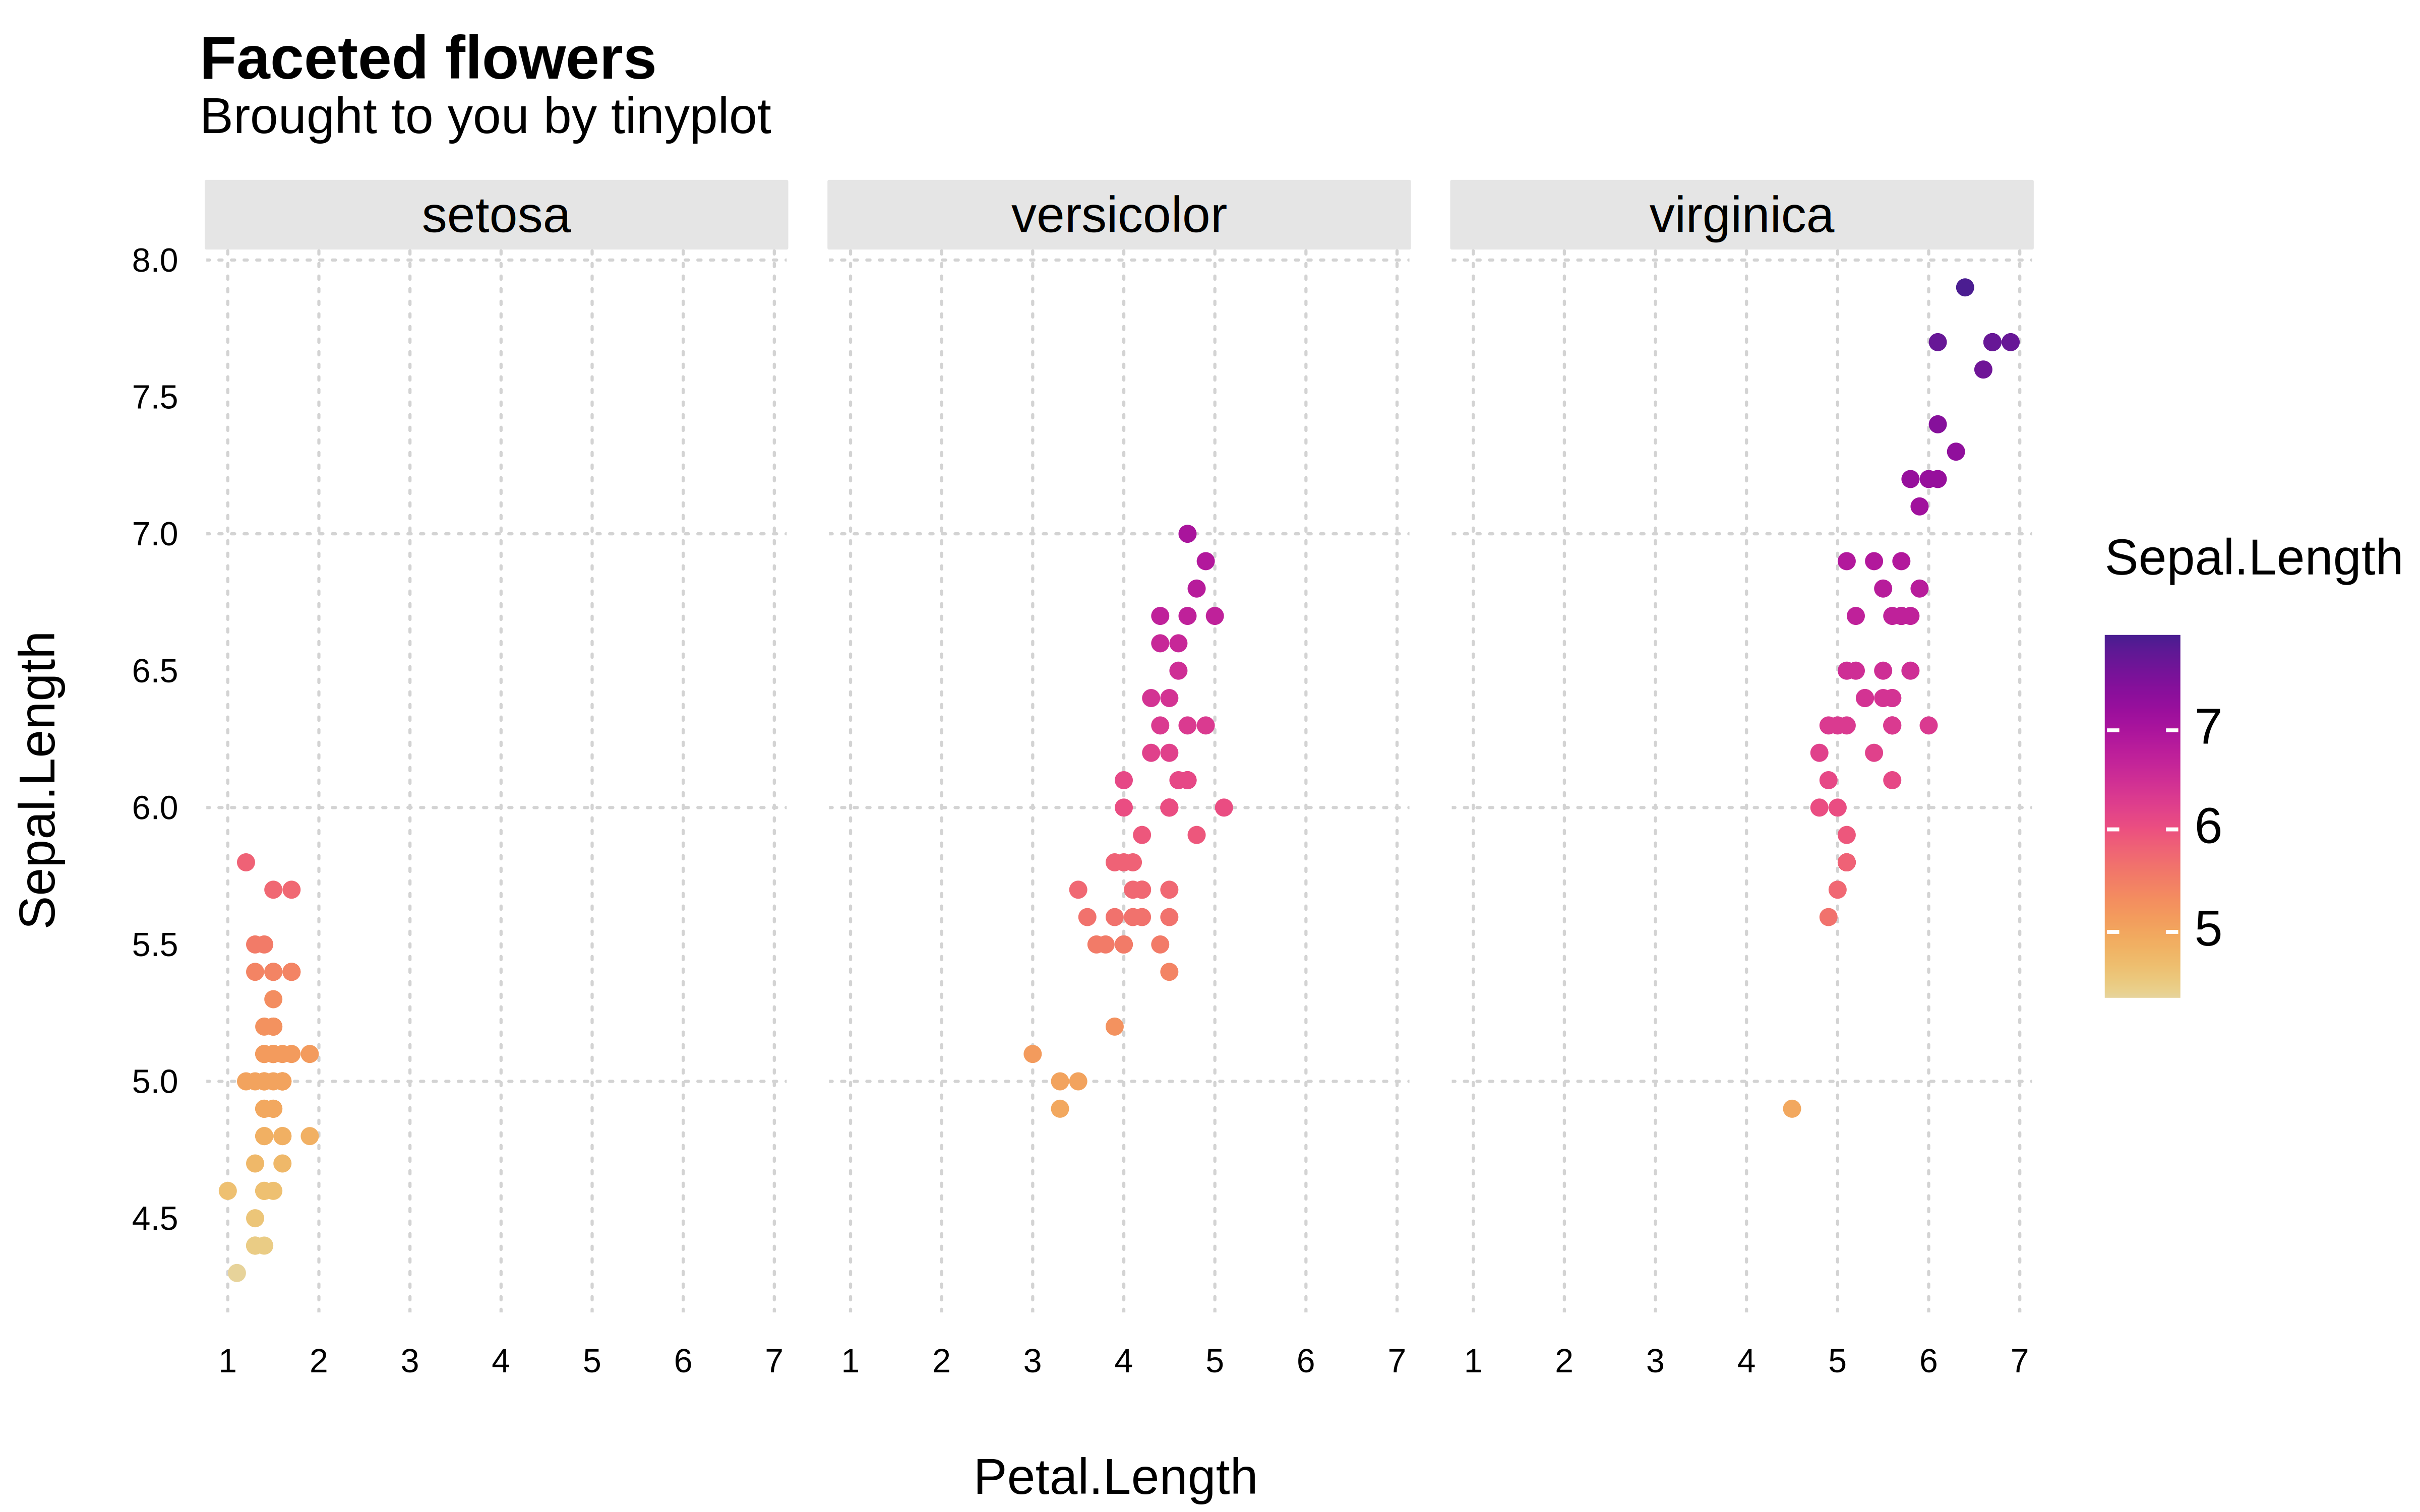 Faceted flowers
Brought to you by tinyplot
setosa versicolor virginica
8.0
7.5
7.0
6.5
6.0
5.5
5.0
4.5
Sepal.Length
1 2 3 4 5 6 7 1 2 3 4 5 6 7 1 2 3 4 5 6 7
Petal.Length
Sepal.Length
7
6
5